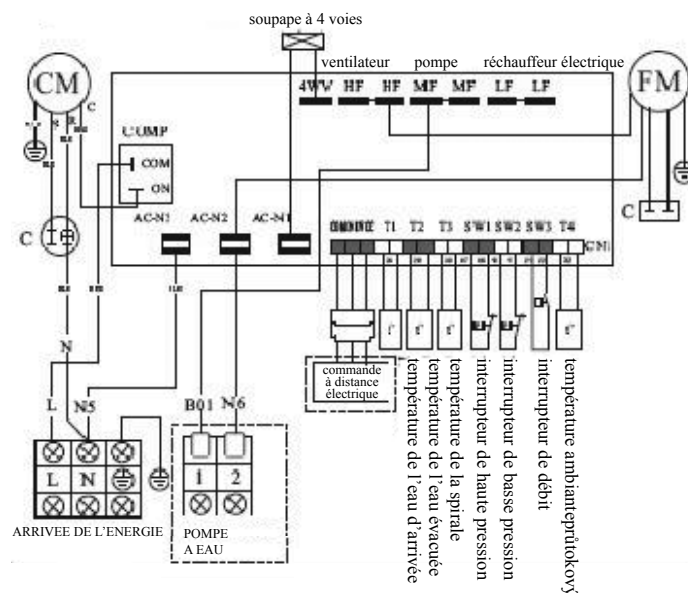 soupape à 4 voies
ventilateur pompe réchauffeur électrique
CM
FM
4WW HF HF MF MF LF LF
C
COMP
COM
ON
AC-N3 AC-N2 AC-N1
T1 T2 T3 SW1 SW2 SW3 T4
C
C
commande
à distance
électrique
N
L N5
B01 N6
L N
1 2
ARRIVEE DE L'ENERGIE
POMPE
A EAU
température de l'eau d'arrivée
température de l'eau évacuée
température de la spirale
interrupteur de haute pression
interrupteur de basse pression
interrupteur de débit
température ambianteprůtokový